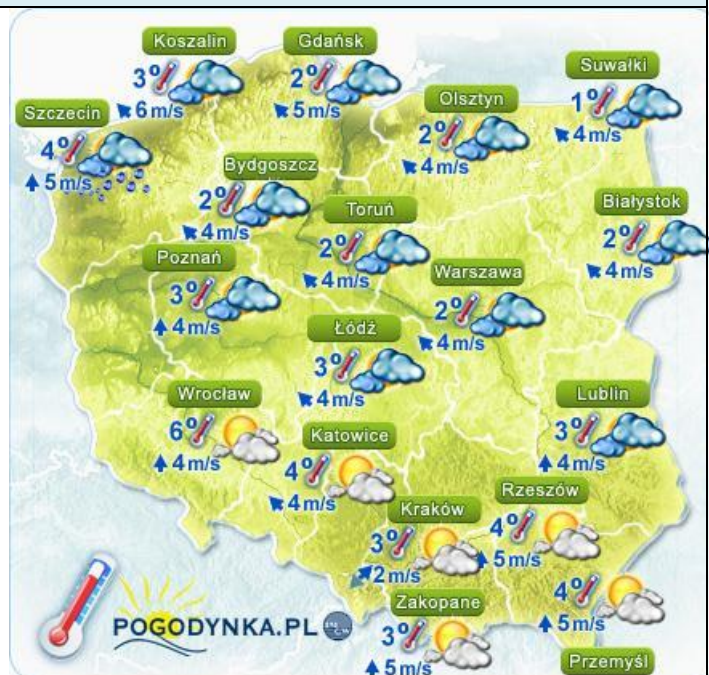 Koszalin
3°
6 m/s
Gdańsk
2°
5 m/s
Suwałki
1°
4 m/s
Szczecin
4°
5 m/s
Olsztyn
2°
4 m/s
Bydgoszcz
2°
4 m/s
Toruń
2°
4 m/s
Białystok
2°
4 m/s
Poznań
3°
4 m/s
Warszawa
2°
4 m/s
Łódź
3°
4 m/s
Wrocław
6°
4 m/s
Katowice
4°
4 m/s
Lublin
3°
4 m/s
Kraków
3°
2 m/s
Rzeszów
4°
5 m/s
Zakopane
3°
5 m/s
4°
5 m/s
Przemyśl
POGODYNKA.PL